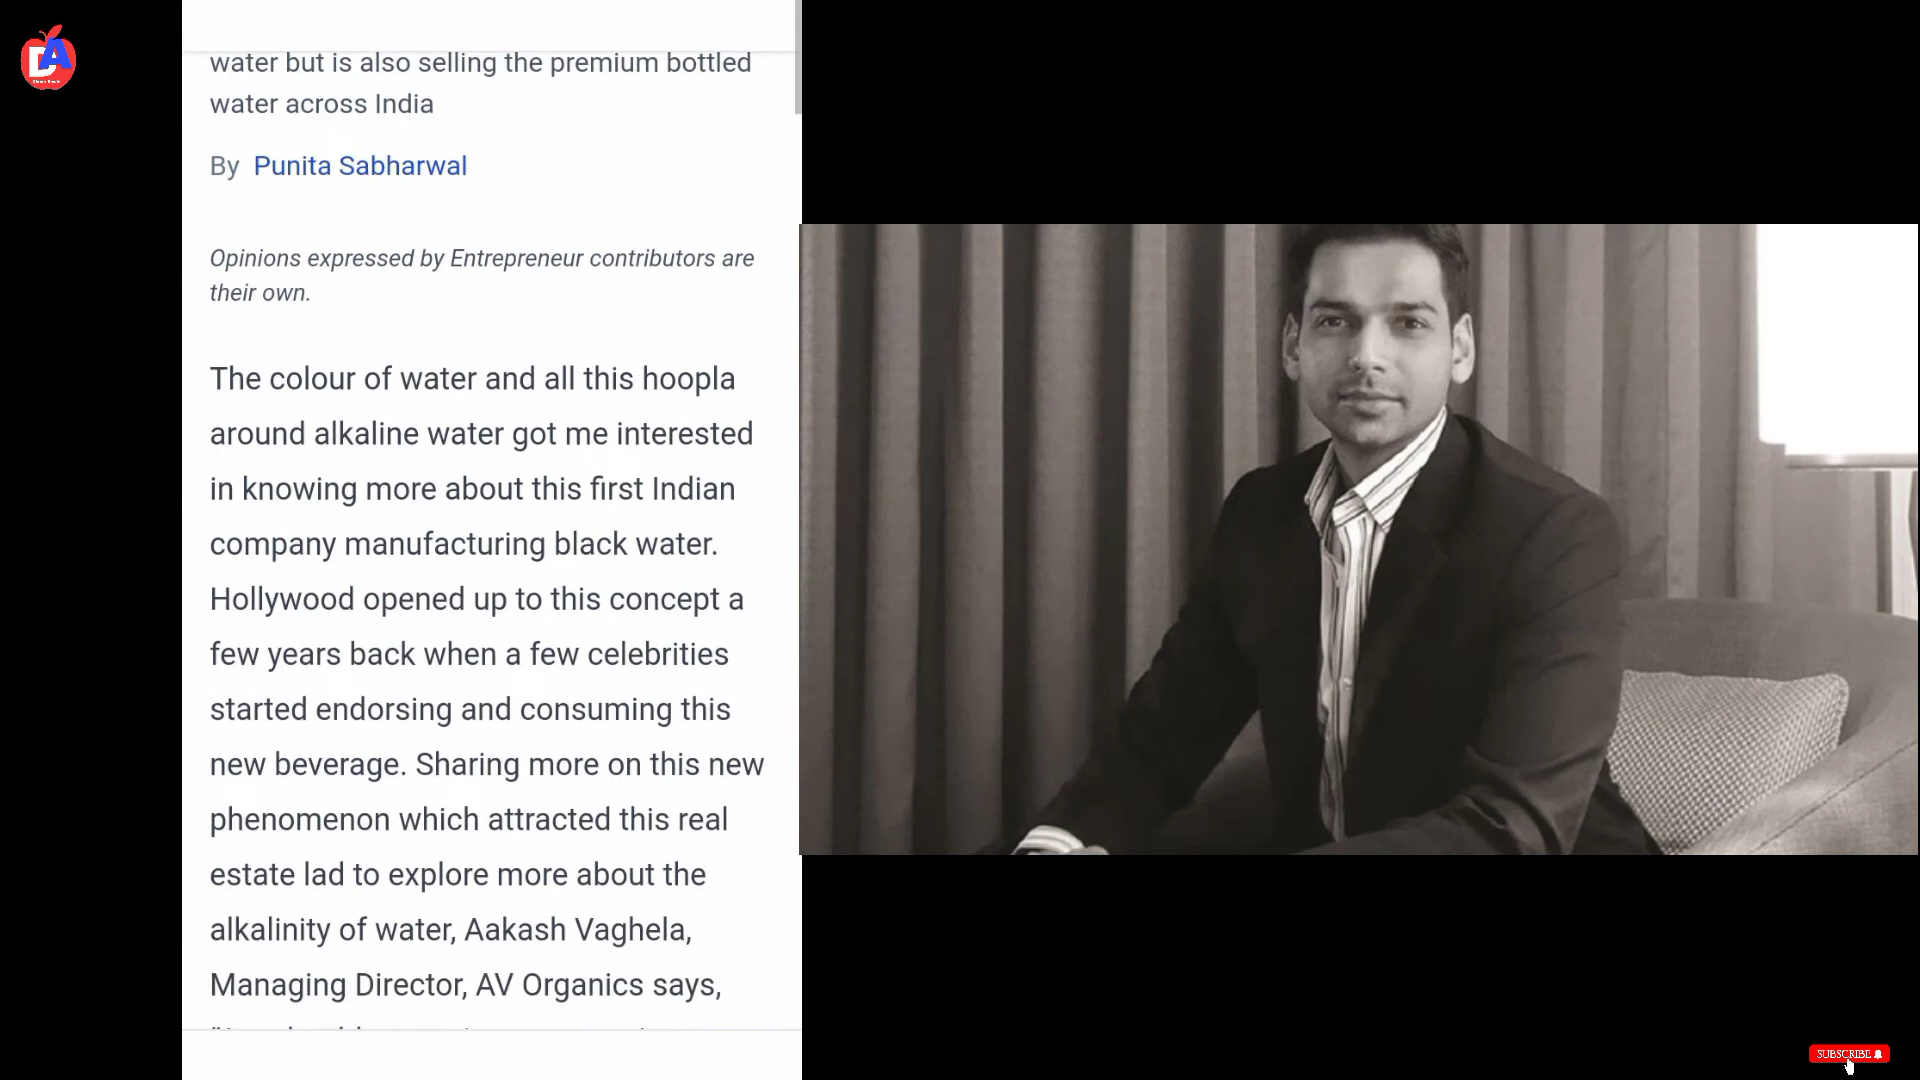 DA
water but is also selling the premium bottled
water across India
By Punita Sabharwal
Opinions expressed by Entrepreneur contributors are
their own.
The colour of water and all this hoopla
around alkaline water got me interested
in knowing more about this first Indian
company manufacturing black water.
Hollywood opened up to this concept a
few years back when a few celebrities
started endorsing and consuming this
new beverage. Sharing more on this new
phenomenon which attracted this real
estate lad to explore more about the
alkalinity of water, Aakash Vaghela,
Managing Director, AV Organics says,
SUBSCRIBE